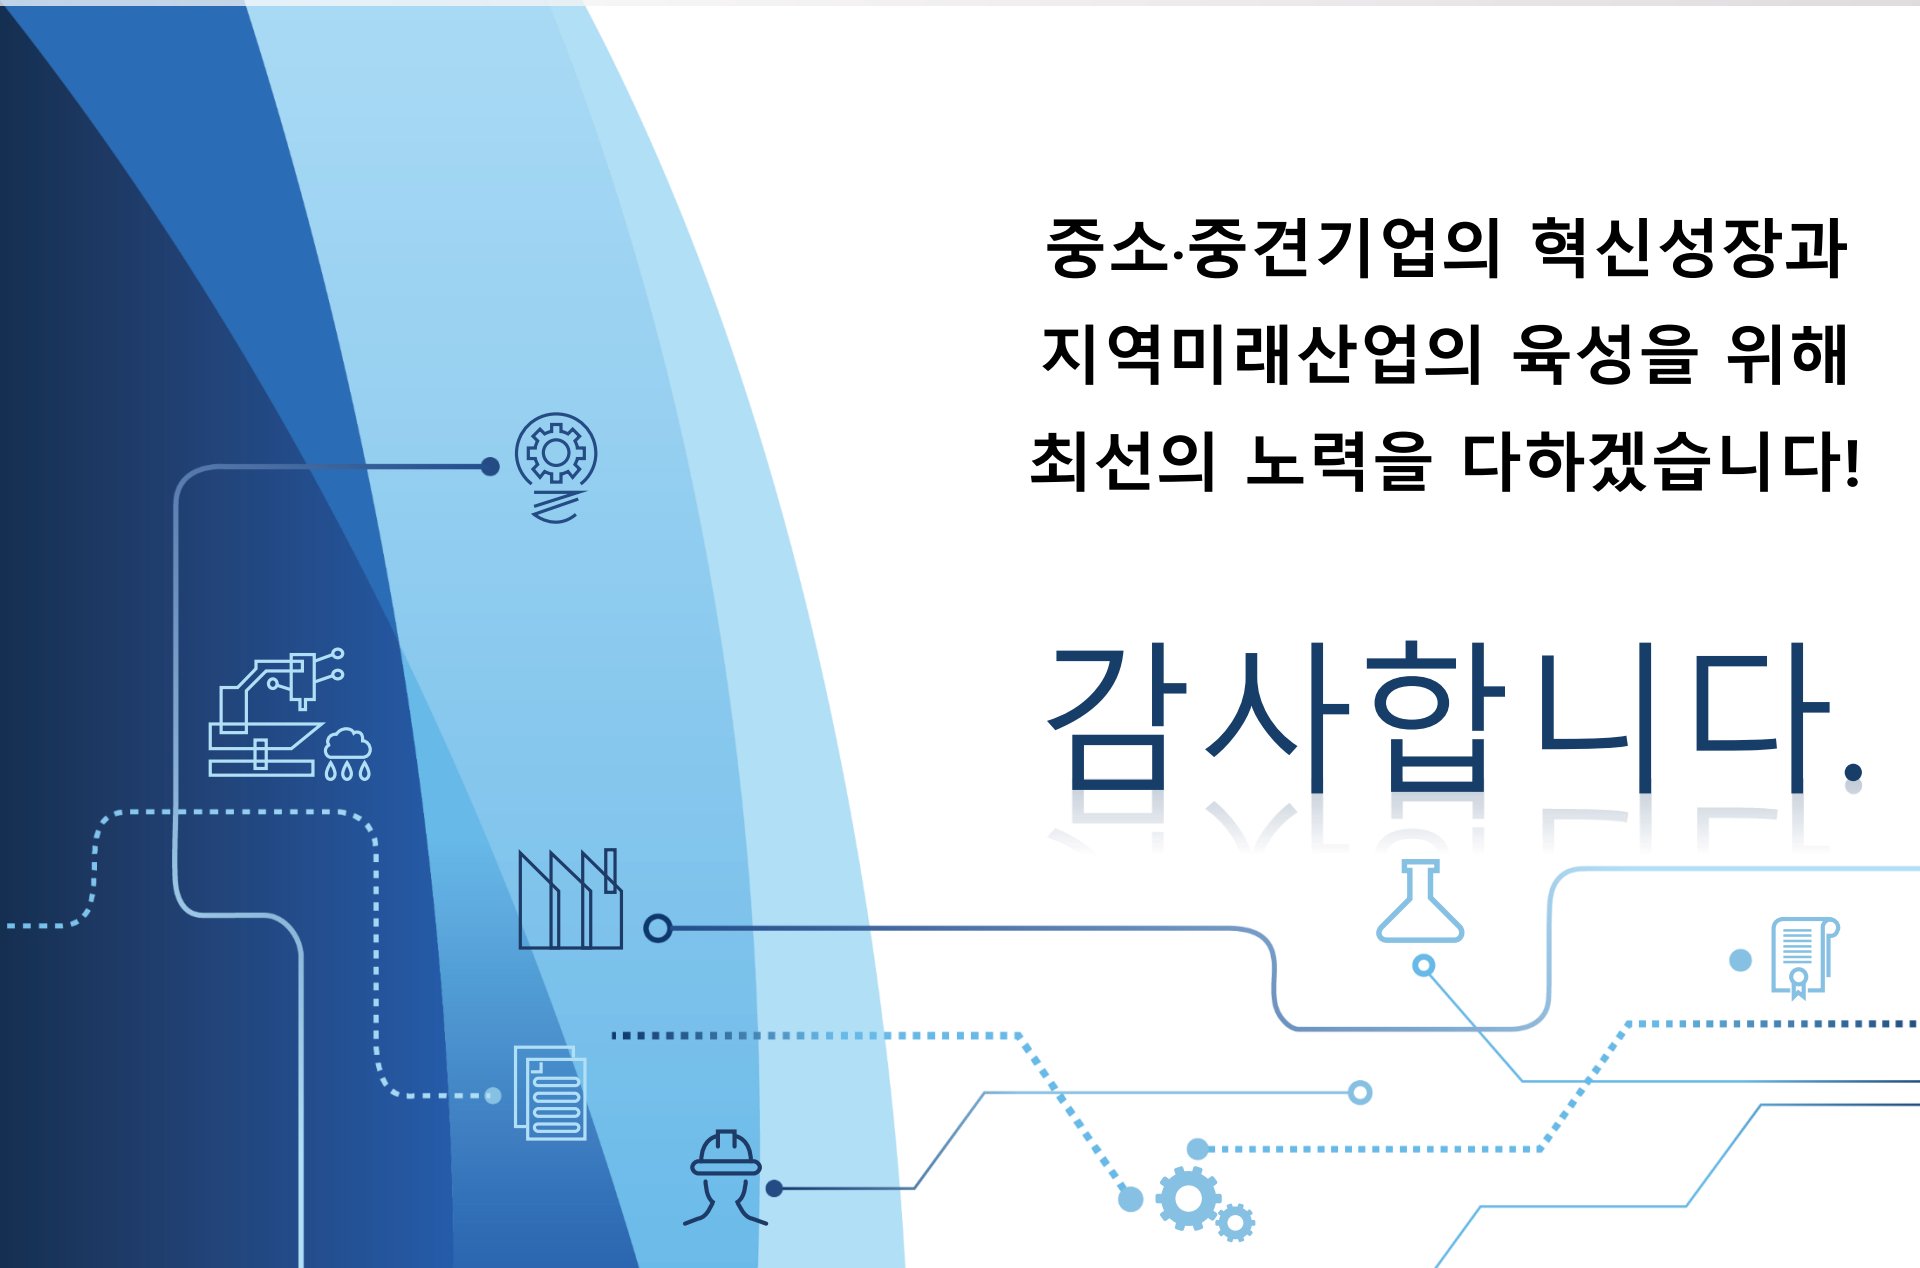 중소·중견기업의 혁신성장과
지역미래산업의 육성을 위해
최선의 노력을 다하겠습니다!
감사합니다.